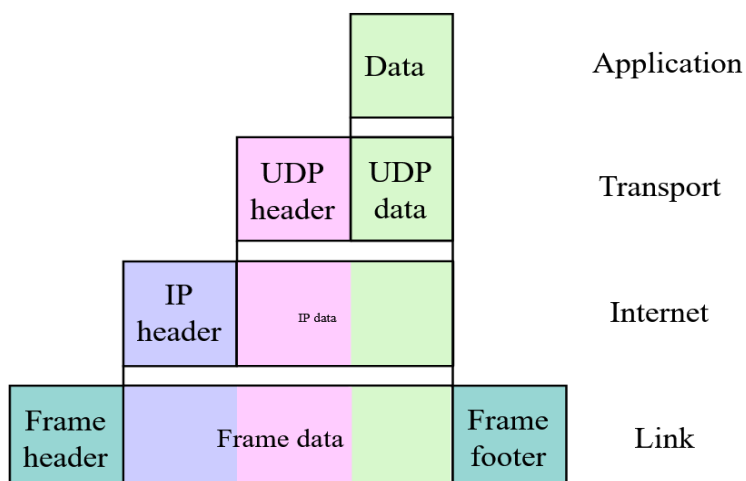 Data
Application
UDP
header
UDP
data
Transport
IP
header
IP data
Internet
Frame
header
Frame data
Frame
footer
Link